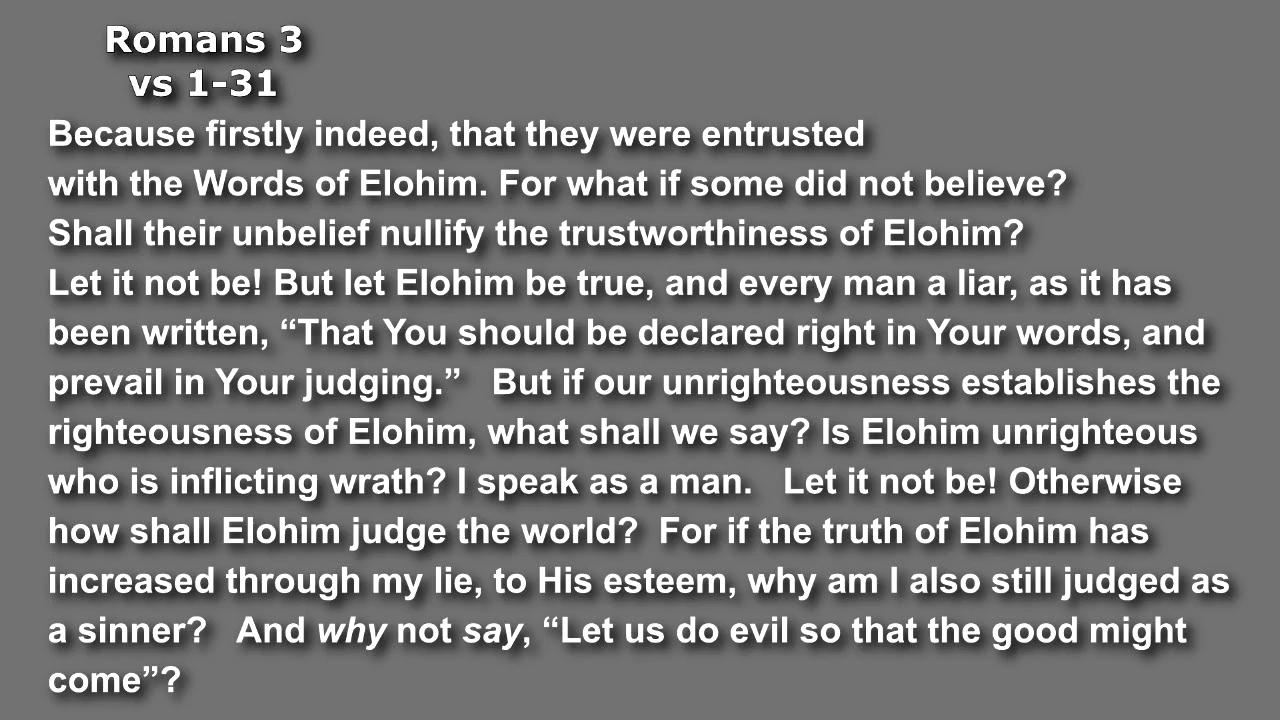 Romans 3
vs 1-31
Because firstly indeed, that they were entrusted
with the Words of Elohim. For what if some did not believe?
Shall their unbelief nullify the trustworthiness of Elohim?
Let it not be! But let Elohim be true, and every man a liar, as it has
been written, “That You should be declared right in Your words, and
prevail in Your judging.” But if our unrighteousness establishes the
righteousness of Elohim, what shall we say? Is Elohim unrighteous
who is inflicting wrath? I speak as a man. Let it not be! Otherwise
how shall Elohim judge the world? For if the truth of Elohim has
increased through my lie, to His esteem, why am I also still judged as
a sinner? And why not say, “Let us do evil so that the good might
come”?